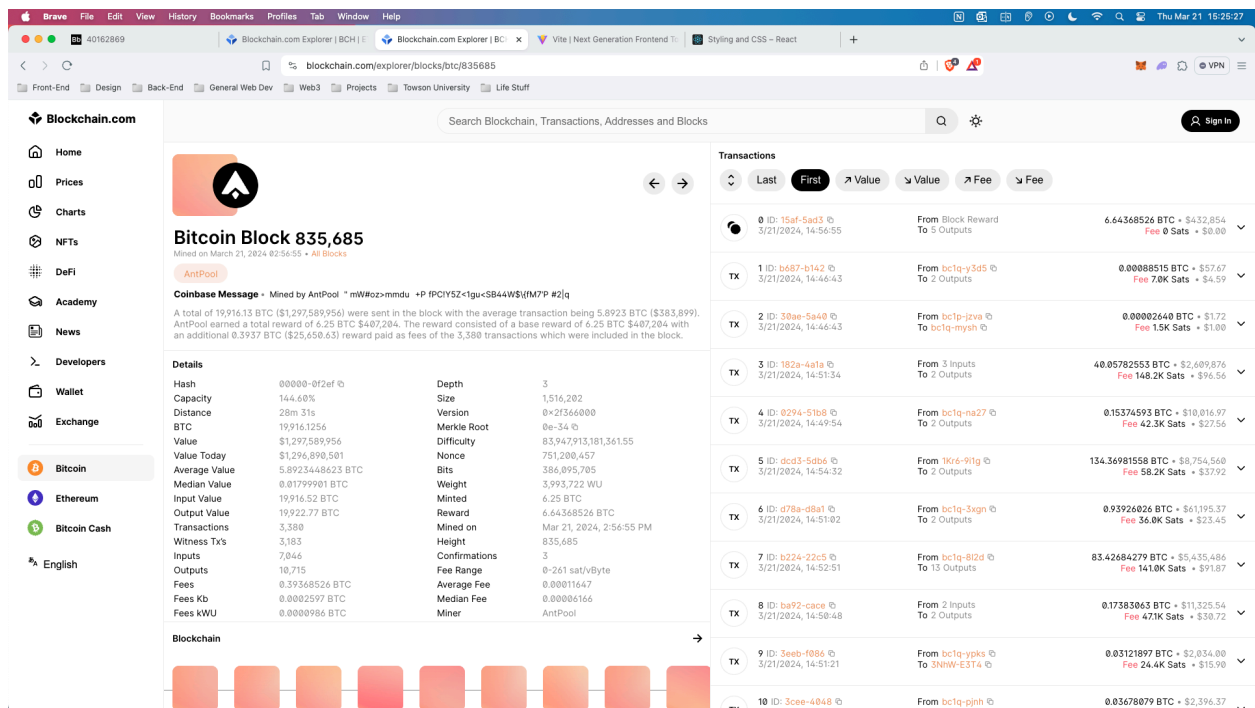 Brave File Edit View History Bookmarks Profiles Tab Window Help Thu Mar 21 15:25:27
Bb 40162869 Blockchain.com Explorer | BCH | E Blockchain.com Explorer | BC Vite | Next Generation Frontend To Styling and CSS – React
blockchain.com/explorer/blocks/btc/835685 VPN
Front-End Design Back-End General Web Dev Web3 Projects Towson University Life Stuff
Blockchain.com
Search Blockchain, Transactions, Addresses and Blocks
Sign In
Home
Prices
Charts
NFTs
DeFi
Academy
News
Developers
Wallet
Exchange
Bitcoin
Ethereum
Bitcoin Cash
English
Bitcoin Block 835,685
Mined on March 21, 2024 02:56:55 • All Blocks
AntPool
Coinbase Message • Mined by AntPool " mW#oz>mmdu +P fPC!Y5Z<1gu<SB44W$\{fM7'P #2|q
A total of 19,916.13 BTC ($1,297,589,956) were sent in the block with the average transaction being 5.8923 BTC ($383,899).
AntPool earned a total reward of 6.25 BTC $407,204. The reward consisted of a base reward of 6.25 BTC $407,204 with
an additional 0.3937 BTC ($25,650.63) reward paid as fees of the 3,380 transactions which were included in the block.
Details
Hash 00000-0f2ef Depth 3
Capacity 144.60% Size 1,516,202
Distance 28m 31s Version 0×2f366000
BTC 19,916.1256 Merkle Root 0e-34
Value $1,297,589,956 Difficulty 83,947,913,181,361.55
Value Today $1,296,890,501 Nonce 751,200,457
Average Value 5.8923448623 BTC Bits 386,095,705
Median Value 0.01799901 BTC Weight 3,993,722 WU
Input Value 19,916.52 BTC Minted 6.25 BTC
Output Value 19,922.77 BTC Reward 6.64368526 BTC
Transactions 3,380 Mined on Mar 21, 2024, 2:56:55 PM
Witness Tx's 3,183 Height 835,685
Inputs 7,046 Confirmations 3
Outputs 10,715 Fee Range 0-261 sat/vByte
Fees 0.39368526 BTC Average Fee 0.00011647
Fees Kb 0.0002597 BTC Median Fee 0.00006166
Fees kWU 0.0000986 BTC Miner AntPool
Blockchain
Transactions
Last First Value Value Fee Fee
0 ID: 15af-5ad3 From Block Reward 6.64368526 BTC • $432,854
3/21/2024, 14:56:55 To 5 Outputs Fee 0 Sats • $0.00
TX 1 ID: b687-b142 From bc1q-y3d5 0.00088515 BTC • $57.67
3/21/2024, 14:46:43 To 2 Outputs Fee 7.0K Sats • $4.59
TX 2 ID: 30ae-5a40 From bc1p-jzva 0.00002640 BTC • $1.72
3/21/2024, 14:46:43 To bc1q-mysh Fee 1.5K Sats • $1.00
TX 3 ID: 182a-4a1a From 3 Inputs 40.05782553 BTC • $2,609,876
3/21/2024, 14:51:34 To 2 Outputs Fee 148.2K Sats • $96.56
TX 4 ID: 0294-51b8 From bc1q-na27 0.15374593 BTC • $10,016.97
3/21/2024, 14:49:54 To 2 Outputs Fee 42.3K Sats • $27.56
TX 5 ID: dcd3-5db6 From 1Kr6-9i1g 134.36981558 BTC • $8,754,560
3/21/2024, 14:54:32 To 2 Outputs Fee 58.2K Sats • $37.92
TX 6 ID: d78a-d8a1 From bc1q-3xgn 0.93926026 BTC • $61,195.37
3/21/2024, 14:51:02 To 2 Outputs Fee 36.0K Sats • $23.45
TX 7 ID: b224-22c5 From bc1q-8l2d 83.42684279 BTC • $5,435,486
3/21/2024, 14:52:51 To 13 Outputs Fee 141.0K Sats • $91.87
TX 8 ID: ba92-cace From 2 Inputs 0.17383063 BTC • $11,325.54
3/21/2024, 14:50:48 To 2 Outputs Fee 47.1K Sats • $30.72
TX 9 ID: 3eeb-f086 From bc1q-ypks 0.03121897 BTC • $2,034.00
3/21/2024, 14:51:21 To 3NhW-E3T4 Fee 24.4K Sats • $15.90
10 ID: 3cee-4048 From bc1q-pjnh 0.03678079 BTC • $2,396.37